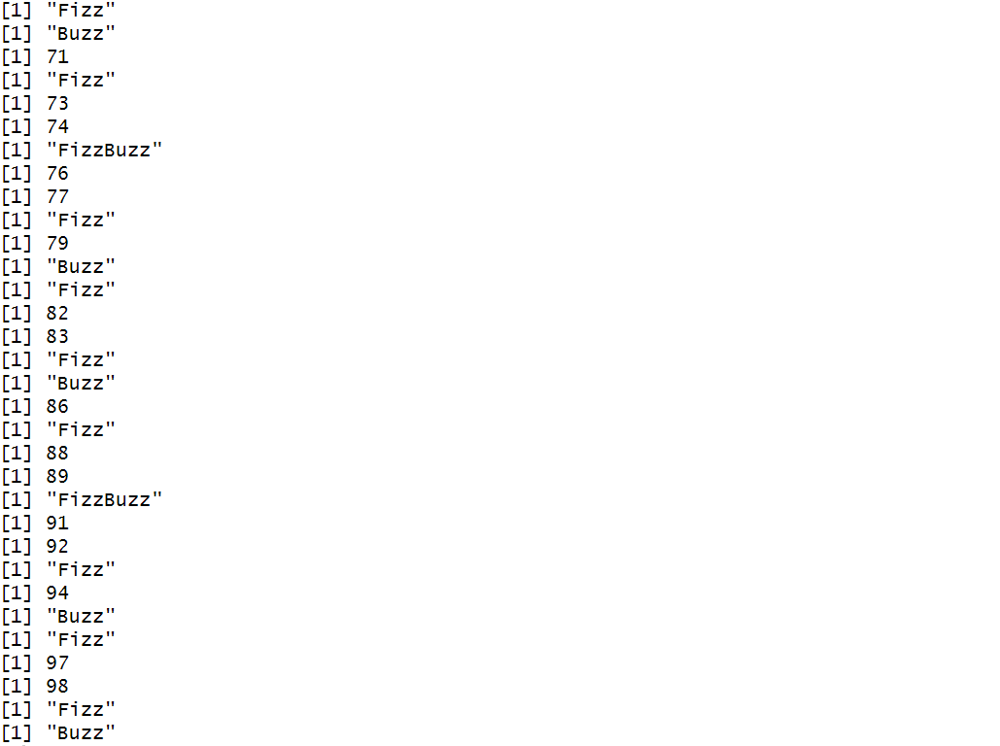 [1] "Fizz"
[1] "Buzz"
[1] 71
[1] "Fizz"
[1] 73
[1] 74
[1] "FizzBuzz"
[1] 76
[1] 77
[1] "Fizz"
[1] 79
[1] "Buzz"
[1] "Fizz"
[1] 82
[1] 83
[1] "Fizz"
[1] "Buzz"
[1] 86
[1] "Fizz"
[1] 88
[1] 89
[1] "FizzBuzz"
[1] 91
[1] 92
[1] "Fizz"
[1] 94
[1] "Buzz"
[1] "Fizz"
[1] 97
[1] 98
[1] "Fizz"
[1] "Buzz"